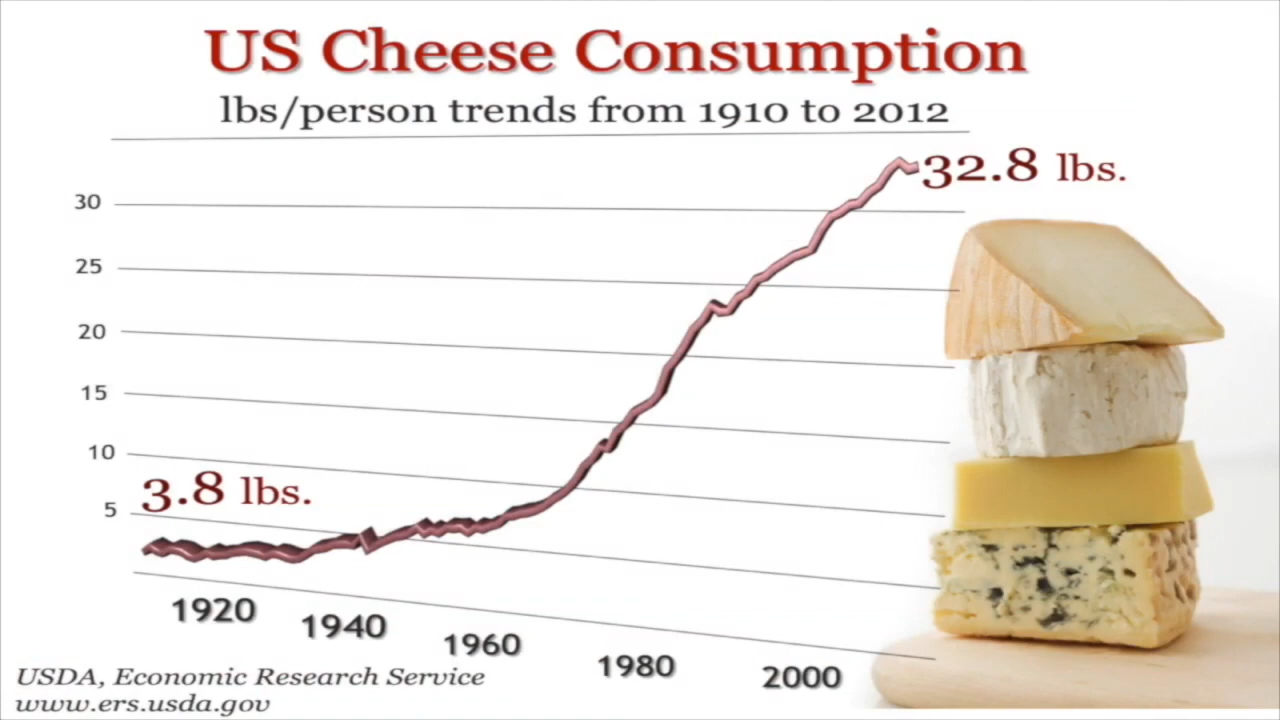 US Cheese Consumption
lbs/person trends from 1910 to 2012
32.8 lbs.
30
25
20
15
10
5
3.8 lbs.
1920
1940
1960
1980
2000
USDA, Economic Research Service
www.ers.usda.gov